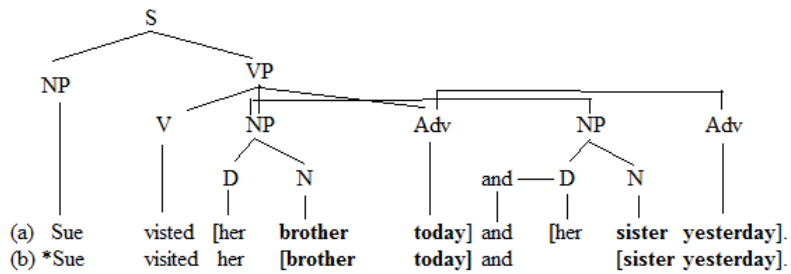 S
NP VP
V NP Adv NP Adv
D N and D N
(a) Sue visted [her brother today] and [her sister yesterday].
(b) *Sue visited her [brother today] and [sister yesterday].